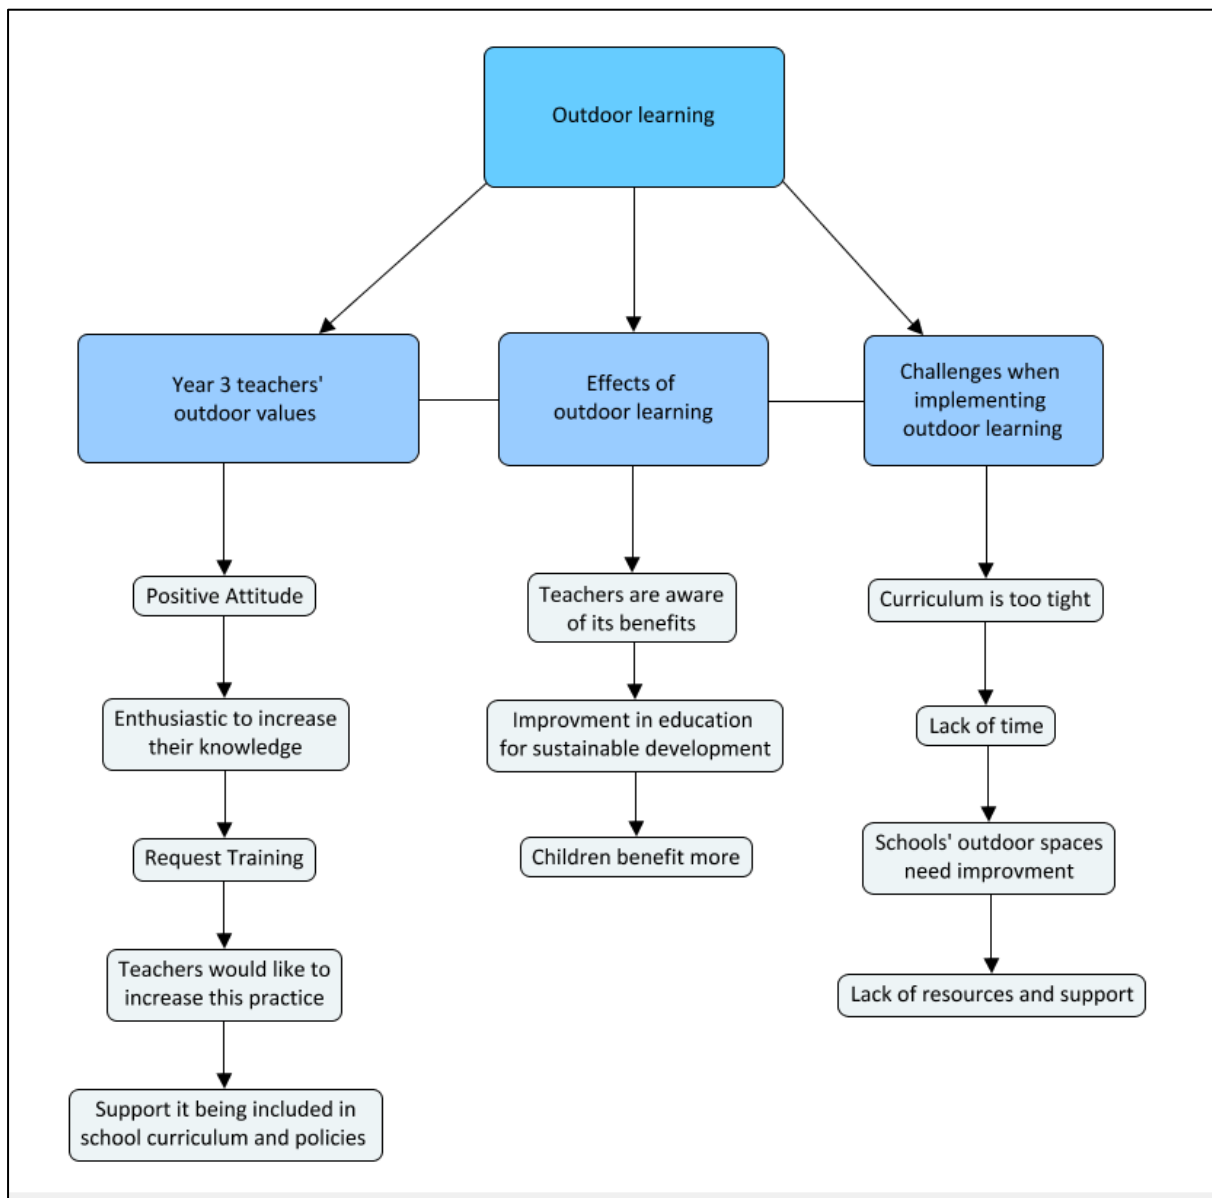 Outdoor learning
Year 3 teachers'
outdoor values
Effects of
outdoor learning
Challenges when
implementing
outdoor learning
Positive Attitude
Enthusiastic to increase
their knowledge
Request Training
Teachers would like to
increase this practice
Support it being included in
school curriculum and policies
Teachers are aware
of its benefits
Improvment in education
for sustainable development
Children benefit more
Curriculum is too tight
Lack of time
Schools' outdoor spaces
need improvment
Lack of resources and support